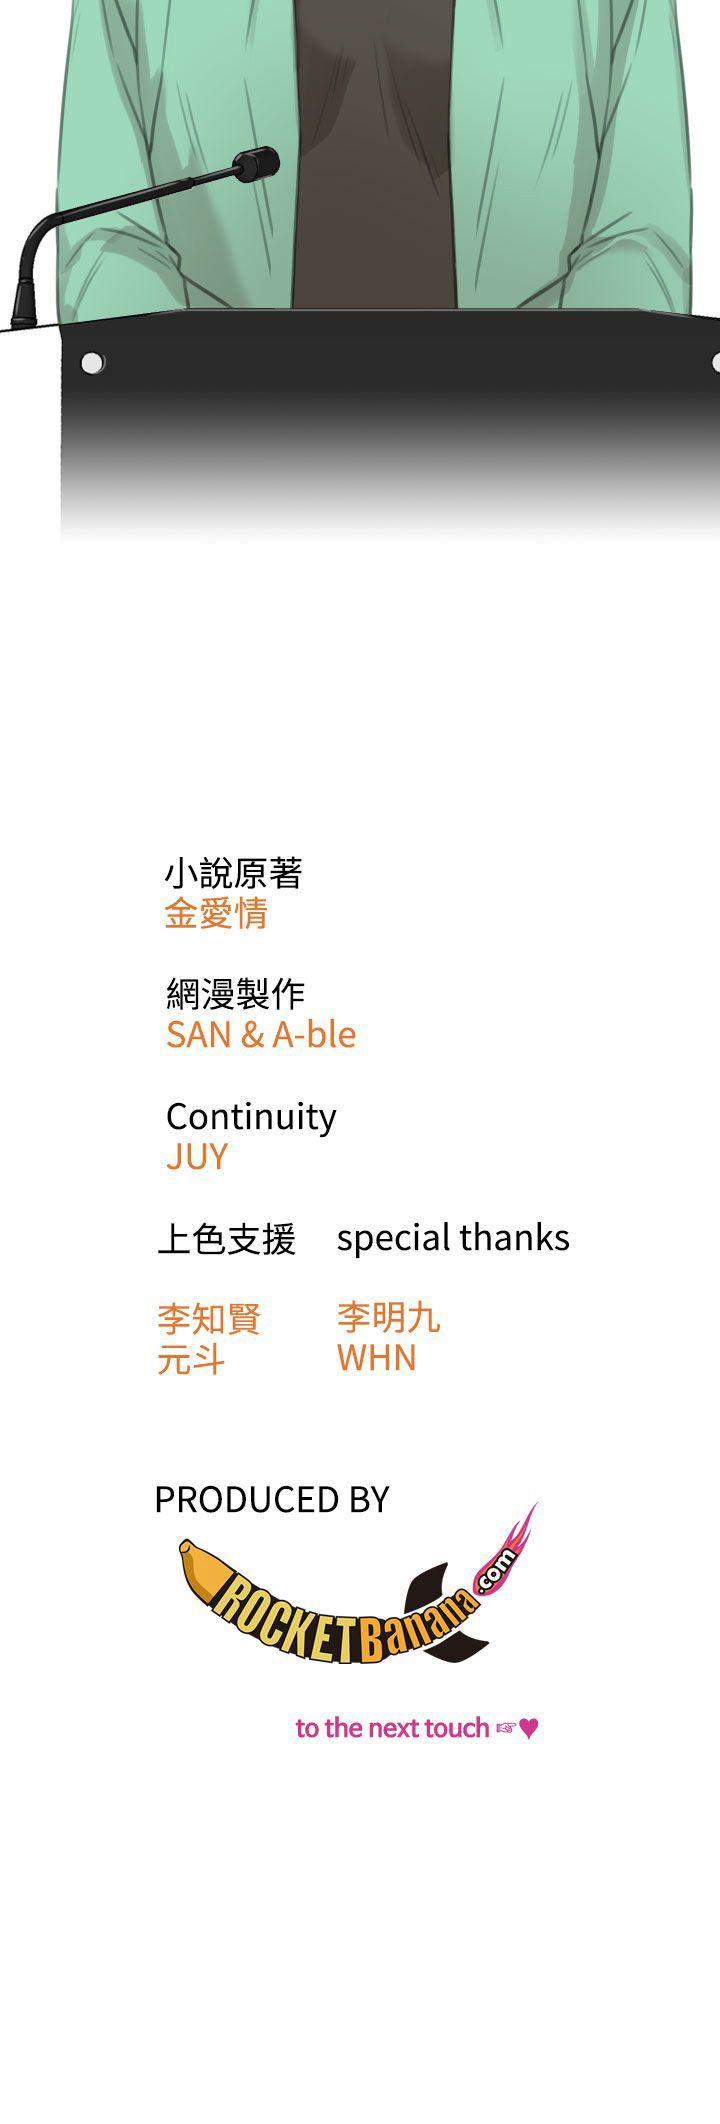 小說原著
金愛情
網漫製作
SAN & A-ble
Continuity
JUY
上色支援 special thanks
李知賢 李明九
元斗 WHN
PRODUCED BY
ROCKETBanana.com
to the next touch ☞♥